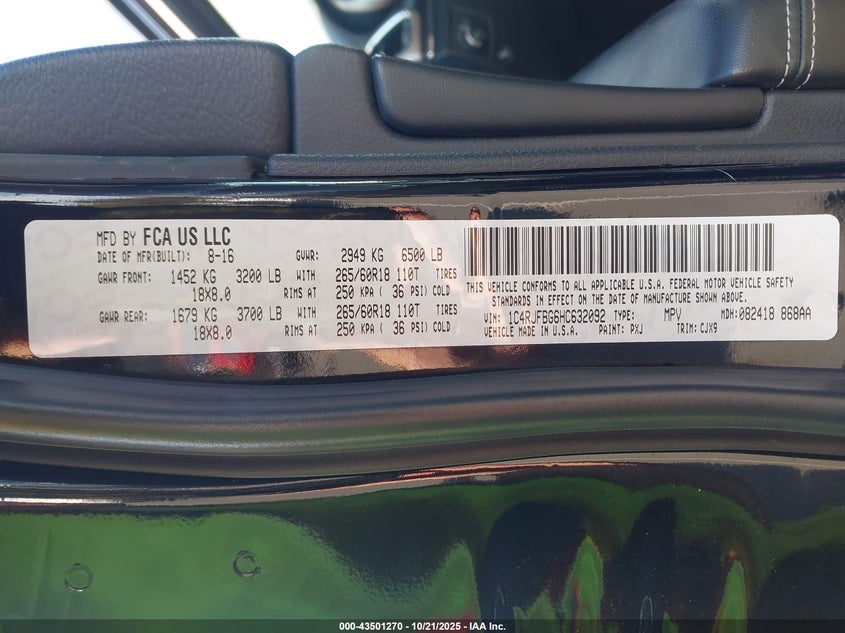 MFD BY FCA US LLC
DATE OF MFR(BUILT): 8-16 GVWR: 2949 KG 6500 LB
GAWR FRONT: 1452 KG 3200 LB WITH 265/60R18 110T TIRES
18X8.0 RIMS AT 250 KPA ( 36 PSI) COLD
GAWR REAR: 1679 KG 3700 LB WITH 265/60R18 110T TIRES
18X8.0 RIMS AT 250 KPA ( 36 PSI) COLD
THIS VEHICLE CONFORMS TO ALL APPLICABLE U.S.A. FEDERAL MOTOR VEHICLE SAFETY
STANDARDS IN EFFECT ON THE DATE OF MANUFACTURE SHOWN ABOVE.
VIN: 1C4RJFBG6HC632092 TYPE: MPV MDH:082418 868AA
VEHICLE MADE IN U.S.A. PAINT: PXJ TRIM: CJX9
000-43501270 - 10/21/2025 - IAA Inc.